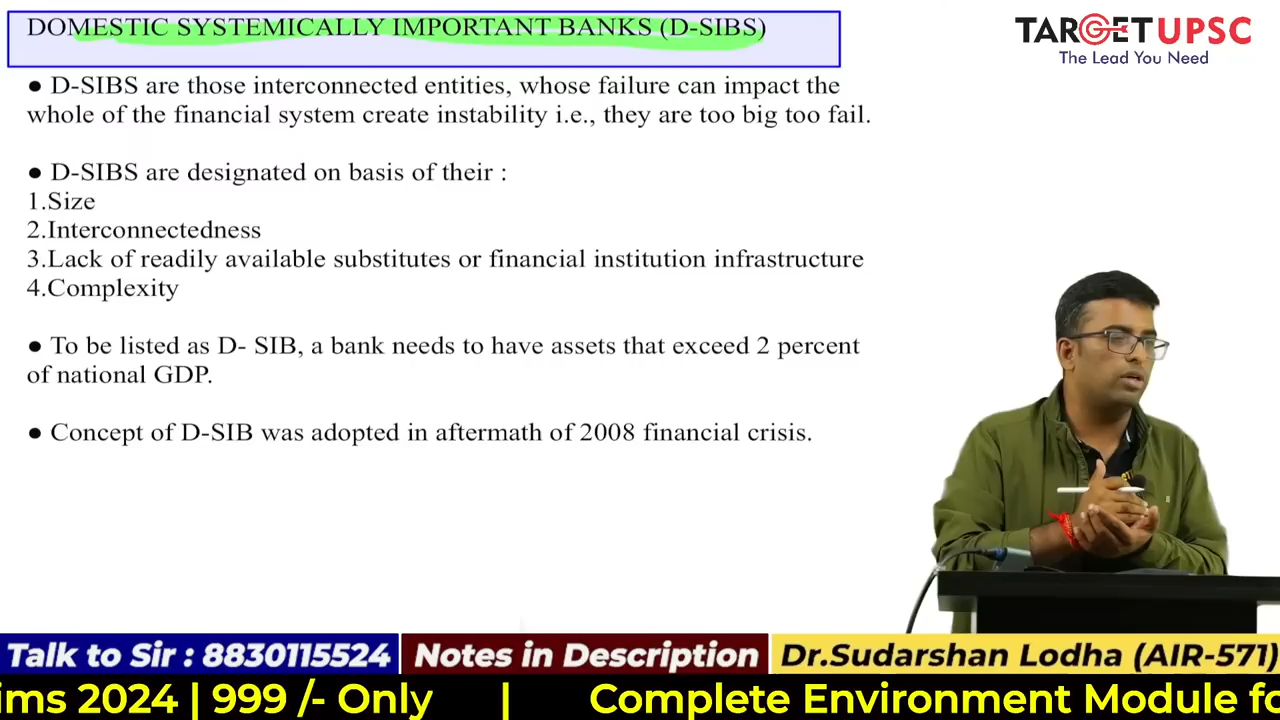 DOMESTIC SYSTEMICALLY IMPORTANT BANKS (D-SIBS)
TARGET UPSC
The Lead You Need
● D-SIBS are those interconnected entities, whose failure can impact the
whole of the financial system create instability i.e., they are too big too fail.
● D-SIBS are designated on basis of their :
1.Size
2.Interconnectedness
3.Lack of readily available substitutes or financial institution infrastructure
4.Complexity
● To be listed as D- SIB, a bank needs to have assets that exceed 2 percent
of national GDP.
● Concept of D-SIB was adopted in aftermath of 2008 financial crisis.
Talk to Sir : 8830115524
Notes in Description
Dr.Sudarshan Lodha (AIR-571)
ims 2024 | 999 /- Only | Complete Environment Module fo